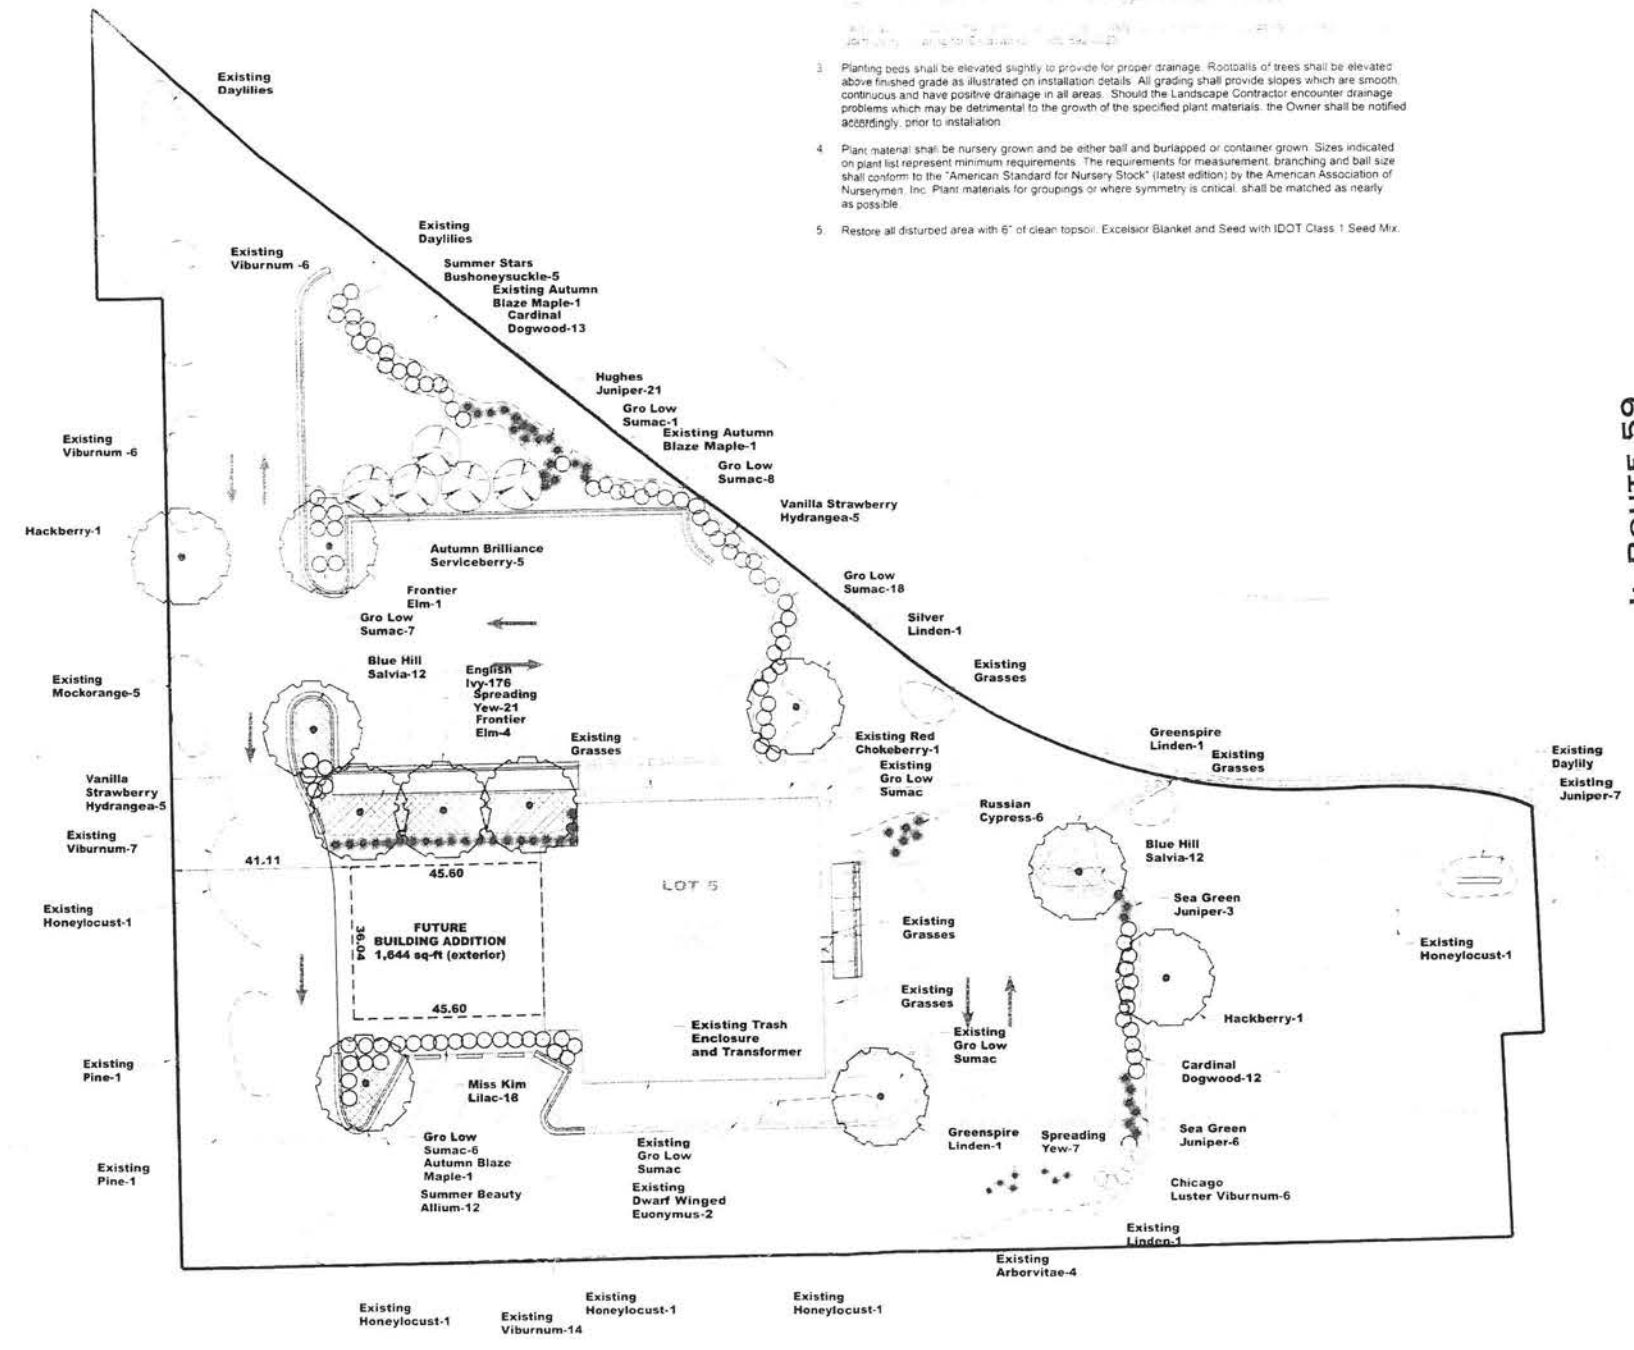 3. Planting beds shall be elevated slightly to provide for proper drainage. Rootballs of trees shall be elevated
above finished grade as illustrated on installation details. All grading shall provide slopes which are smooth,
continuous and have positive drainage in all areas. Should the Landscape Contractor encounter drainage
problems which may be detrimental to the growth of the specified plant materials, the Owner shall be notified
accordingly, prior to installation.
4. Plant material shall be nursery grown and be either ball and burlapped or container grown. Sizes indicated
on plant list represent minimum requirements. The requirements for measurement, branching and ball size
shall conform to the "American Standard for Nursery Stock" (latest edition) by the American Association of
Nurserymen, Inc. Plant materials for groupings or where symmetry is critical, shall be matched as nearly
as possible.
5. Restore all disturbed area with 6" of clean topsoil, Excelsior Blanket and Seed with IDOT Class 1 Seed Mix.
Existing
Daylilies
Existing
Daylilies
Existing
Viburnum -6
Summer Stars
Bushoneysuckle-5
Existing Autumn
Blaze Maple-1
Cardinal
Dogwood-13
Hughes
Juniper-21
Gro Low
Sumac-1
Existing Autumn
Blaze Maple-1
Gro Low
Sumac-8
Existing
Viburnum -6
Vanilla Strawberry
Hydrangea-5
Hackberry-1
Autumn Brilliance
Serviceberry-5
Frontier
Elm-1
Gro Low
Sumac-7
Gro Low
Sumac-18
Silver
Linden-1
Blue Hill
Salvia-12
English
Ivy-176
Spreading
Yew-21
Frontier
Elm-4
Existing
Grasses
Existing
Mockorange-5
Existing
Grasses
Existing Red
Chokeberry-1
Existing
Gro Low
Sumac
Greenspire
Linden-1
Existing
Grasses
Existing
Daylily
Existing
Juniper-7
Vanilla
Strawberry
Hydrangea-5
Existing
Viburnum-7
Russian
Cypress-6
Blue Hill
Salvia-12
41.11
45.60
LOT 5
Existing
Honeylocust-1
Sea Green
Juniper-3
36.04
FUTURE
BUILDING ADDITION
1,644 sq-ft (exterior)
Existing
Grasses
Existing
Honeylocust-1
45.60
Existing
Grasses
Hackberry-1
Existing Trash
Enclosure
and Transformer
Existing
Gro Low
Sumac
Existing
Pine-1
Miss Kim
Lilac-18
Cardinal
Dogwood-12
Gro Low
Sumac-6
Autumn Blaze
Maple-1
Summer Beauty
Allium-12
Existing
Gro Low
Sumac
Existing
Dwarf Winged
Euonymus-2
Greenspire
Linden-1
Spreading
Yew-7
Sea Green
Juniper-6
Existing
Pine-1
Chicago
Luster Viburnum-6
Existing
Linden-1
Existing
Arborvitae-4
Existing
Honeylocust-1
Existing
Viburnum-14
Existing
Honeylocust-1
Existing
Honeylocust-1
ROUTE 59